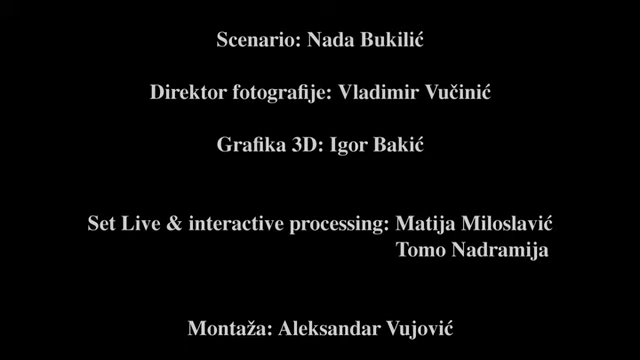 Scenario: Nada Bukilić
Direktor fotografije: Vladimir Vučinić
Grafika 3D: Igor Bakić
Set Live & interactive processing: Matija Miloslavić
Tomo Nadramija
Montaža: Aleksandar Vujović